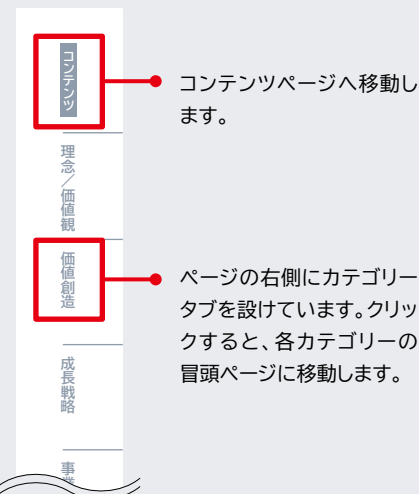 コンテンツ
コンテンツページへ移動し
ます。
理念／価値観
価値創造
ページの右側にカテゴリー
タブを設けています。クリッ
クすると、各カテゴリーの
冒頭ページに移動します。
成長戦略
事